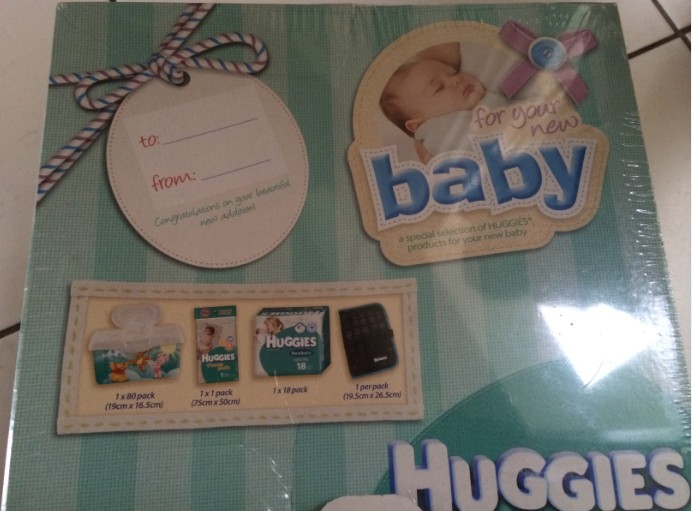 to:
from:
Congratulations on your beautiful
new addition!
for your
new
baby
a special selection of HUGGIES®
products for your new baby
HUGGIES
HUGGIES
18
1 x 80 pack
(19cm x 16.5cm)
1 x 1 pack
(75cm x 50cm)
1 x 18 pack
1 per pack
(19.5cm x 26.5cm)
HUGGIES